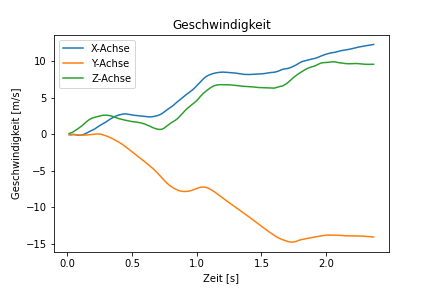 Geschwindigkeit
X-Achse
Y-Achse
Z-Achse
Geschwindigkeit [m/s]
10
5
0
−5
−10
−15
0.0 0.5 1.0 1.5 2.0
Zeit [s]